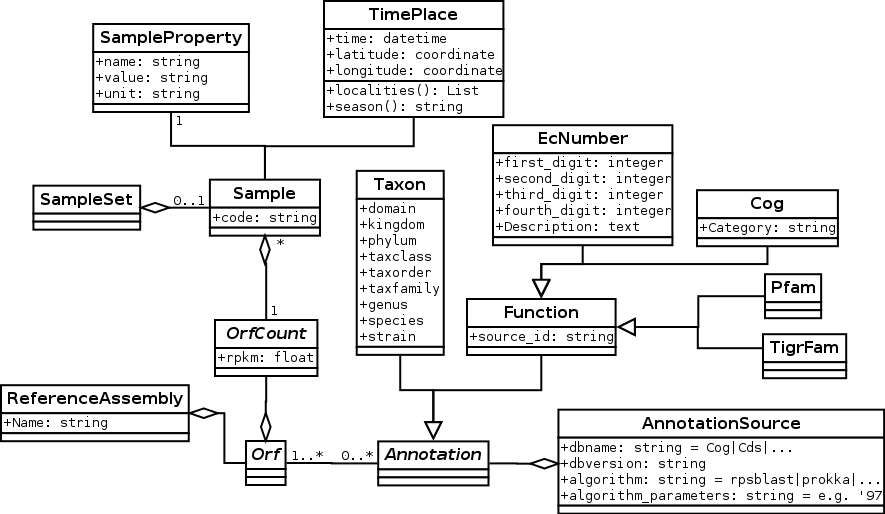 TimePlace
+time: datetime
+latitude: coordinate
+longitude: coordinate
+localities(): List
+season(): string
SampleProperty
+name: string
+value: string
+unit: string
1
EcNumber
+first_digit: integer
+second_digit: integer
+third_digit: integer
+fourth_digit: integer
+Description: text
Taxon
+domain
+kingdom
+phylum
+taxclass
+taxorder
+taxfamily
+genus
+species
+strain
Sample
+code: string
SampleSet
0..1
*
Cog
+Category: string
Pfam
TigrFam
Function
+source_id: string
1
OrfCount
+rpkm: float
ReferenceAssembly
+Name: string
Orf
1..*
0..*
Annotation
AnnotationSource
+dbname: string = Cog|Cds|...
+dbversion: string
+algorithm: string = rpsblast|prokka|...
+algorithm_parameters: string = e.g. '97